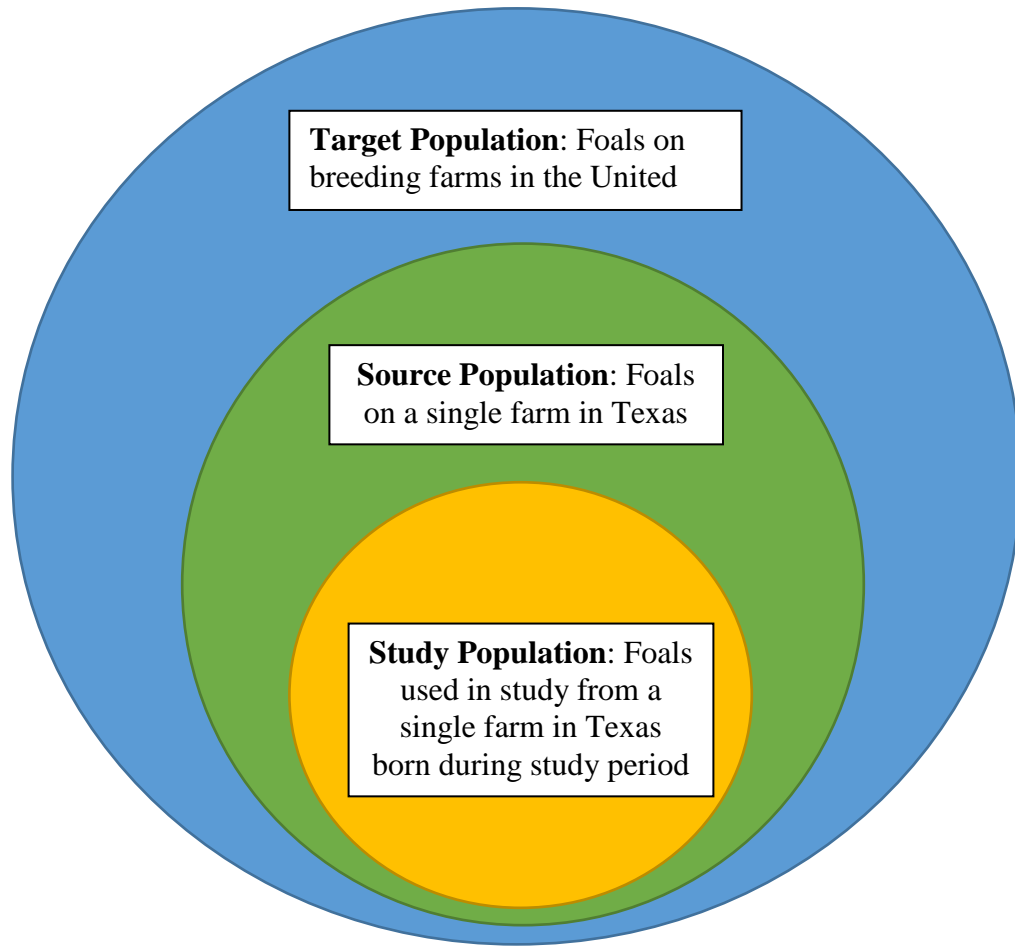 Target Population: Foals on
breeding farms in the United
Source Population: Foals
on a single farm in Texas
Study Population: Foals
used in study from a
single farm in Texas
born during study period